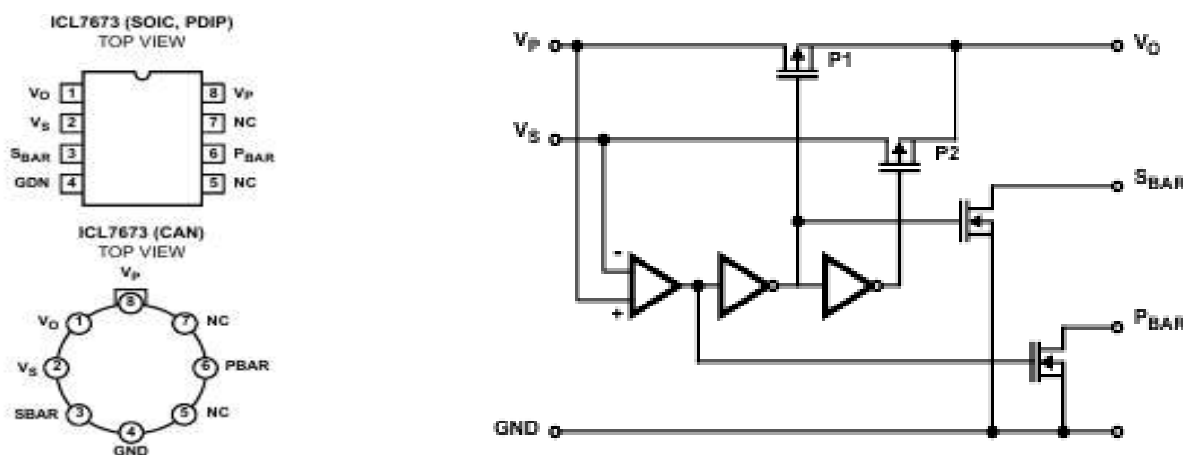 ICL7673 (SOIC, PDIP)
TOP VIEW
VO 1
8 VP
VS 2
7 NC
SBAR 3
6 PBAR
GDN 4
5 NC
ICL7673 (CAN)
TOP VIEW
VP
8
VO 1
7 NC
VS 2
6 PBAR
SBAR 3
5 NC
4
GND
VP
P1
VO
VS
P2
SBAR
-
+
PBAR
GND